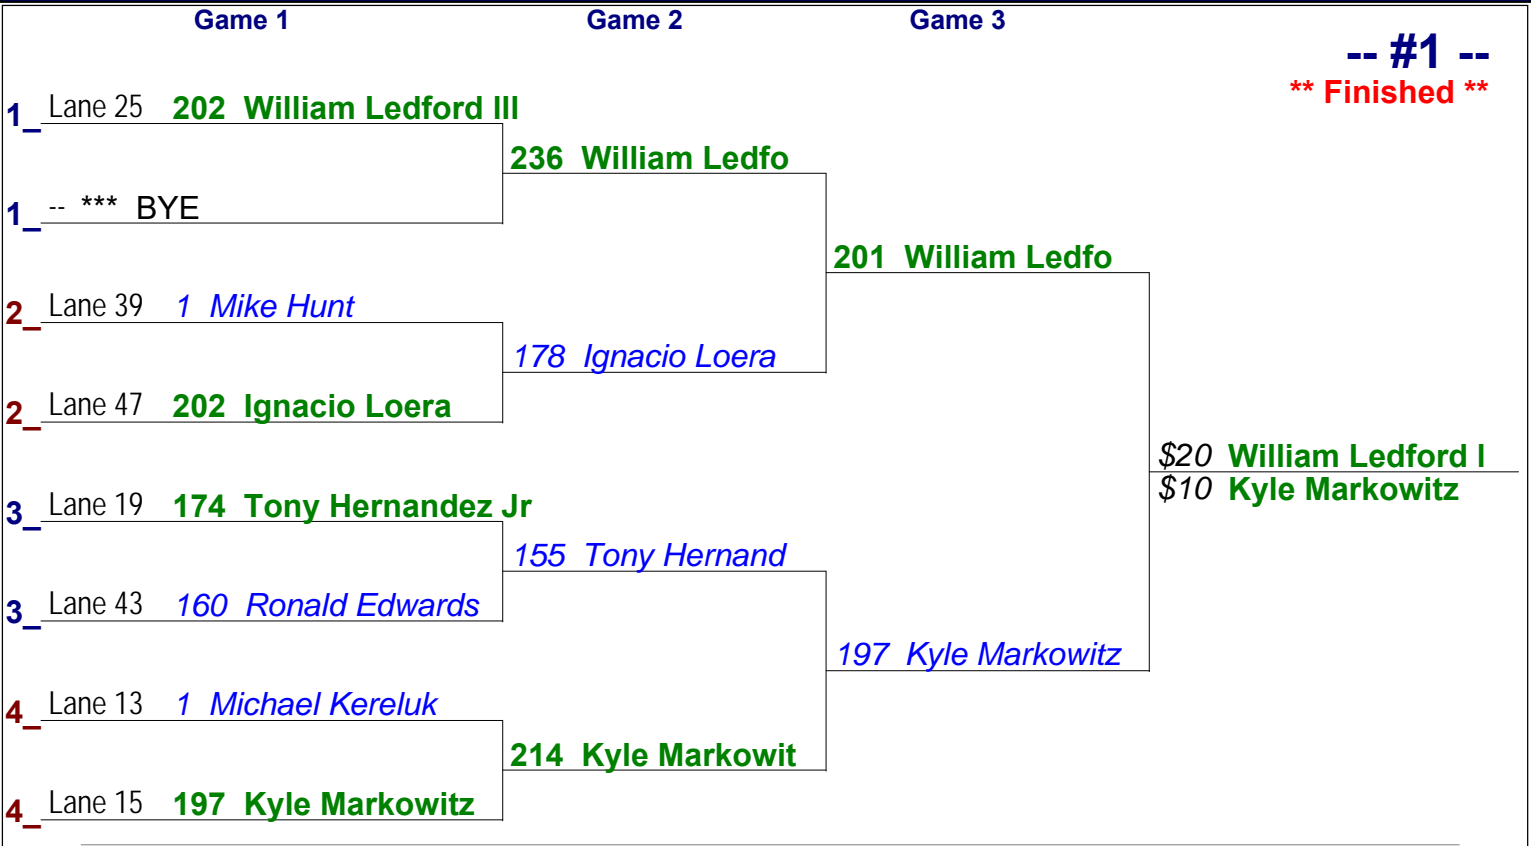 Game 1 Game 2 Game 3
-- #1 --
** Finished **
1_ Lane 25 202 William Ledford III
236 William Ledfo
1_ -- *** BYE
201 William Ledfo
2_ Lane 39 1 Mike Hunt
178 Ignacio Loera
2_ Lane 47 202 Ignacio Loera
$20 William Ledford I
$10 Kyle Markowitz
3_ Lane 19 174 Tony Hernandez Jr
155 Tony Hernand
3_ Lane 43 160 Ronald Edwards
197 Kyle Markowitz
4_ Lane 13 1 Michael Kereluk
214 Kyle Markowit
4_ Lane 15 197 Kyle Markowitz